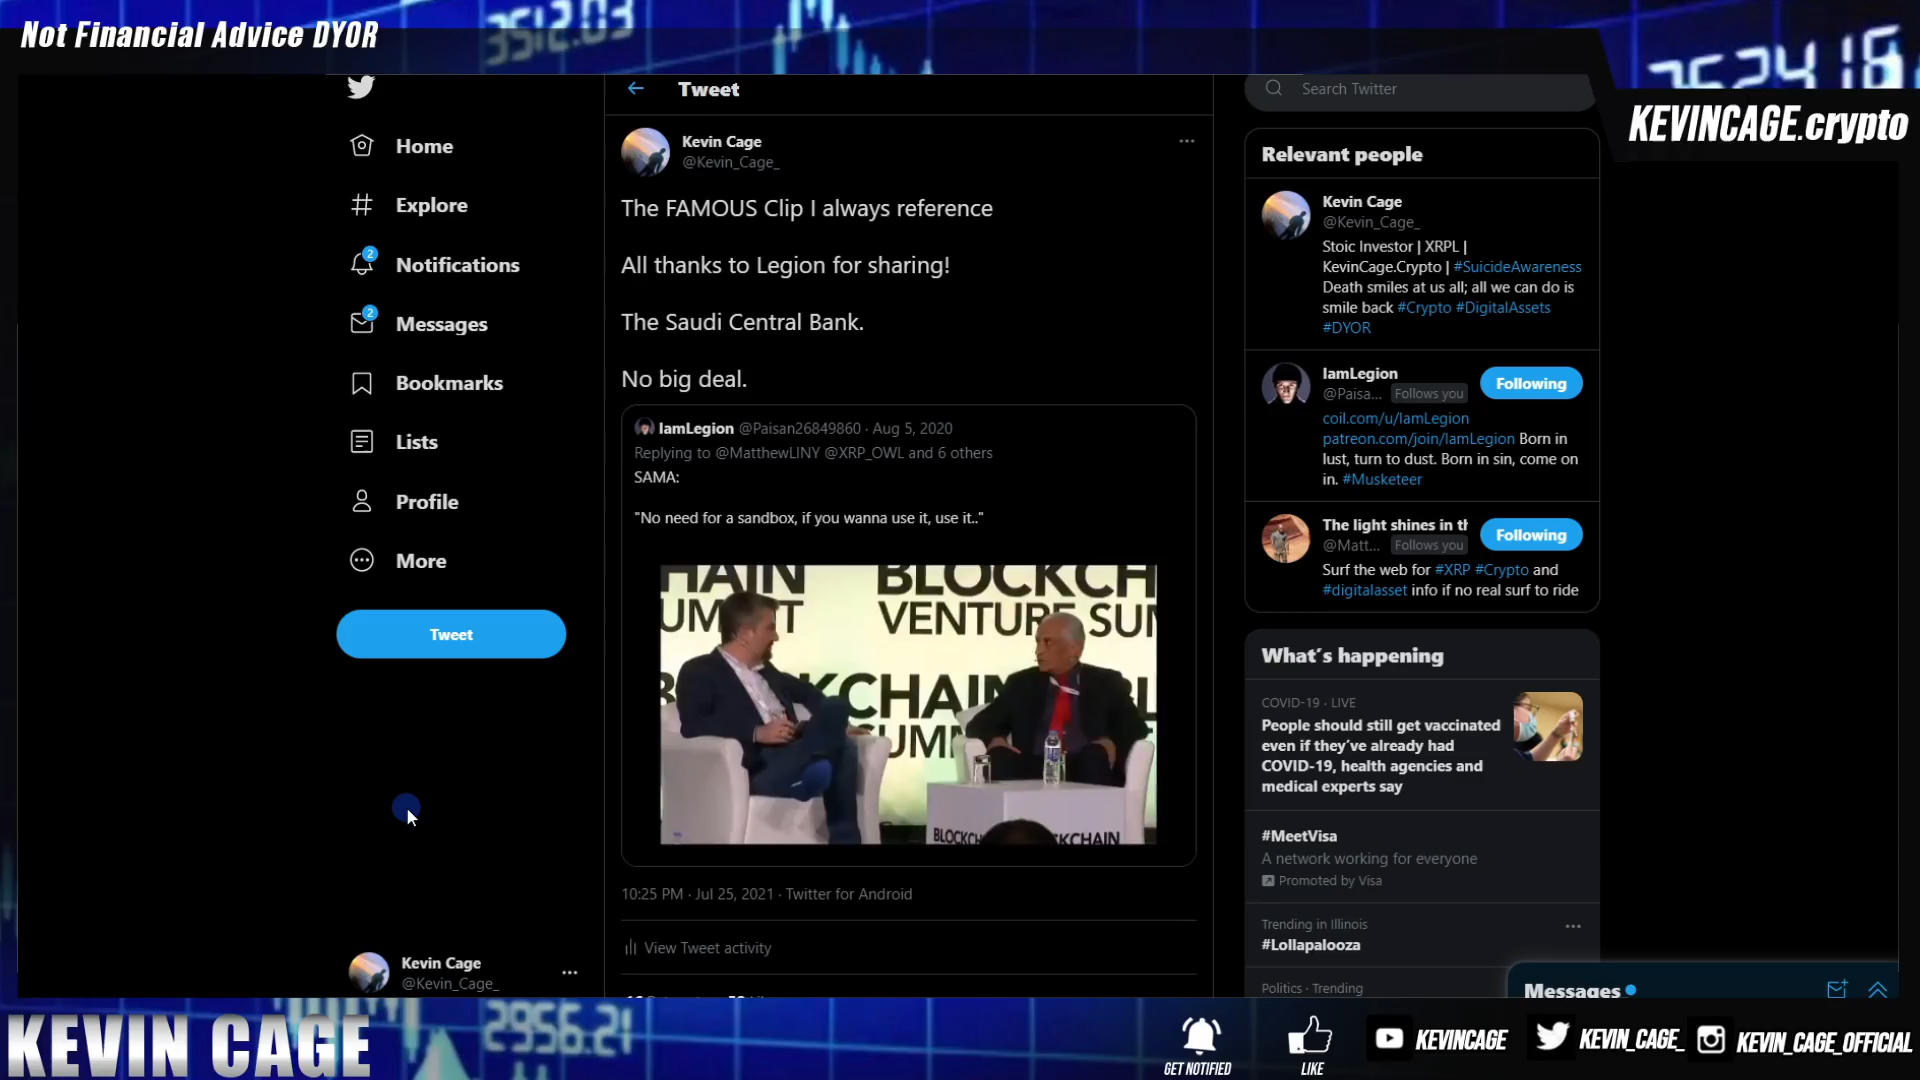 Not Financial Advice DYOR
3512.03
3524.16
KEVINCAGE.crypto
Home
Explore
2
Notifications
2
Messages
Bookmarks
Lists
Profile
More
Tweet
Kevin Cage
@Kevin_Cage_
Tweet
Kevin Cage
@Kevin_Cage_
The FAMOUS Clip I always reference
All thanks to Legion for sharing!
The Saudi Central Bank.
No big deal.
IamLegion @Paisan26849860 · Aug 5, 2020
Replying to @MatthewLINY @XRP_OWL and 6 others
SAMA:
"No need for a sandbox, if you wanna use it, use it.."
HAIN
BLOCKCH
VENTURE SUM
10:25 PM · Jul 25, 2021 · Twitter for Android
View Tweet activity
Search Twitter
Relevant people
Kevin Cage
@Kevin_Cage_
Stoic Investor | XRPL |
KevinCage.Crypto | #SuicideAwareness
Death smiles at us all; all we can do is
smile back #Crypto #DigitalAssets
#DYOR
IamLegion
@Paisa... Follows you
Following
coil.com/u/IamLegion
patreon.com/join/IamLegion Born in
lust, turn to dust. Born in sin, come on
in. #Musketeer
The light shines in th
@Matt... Follows you
Following
Surf the web for #XRP #Crypto and
#digitalasset info if no real surf to ride
What's happening
COVID-19 · LIVE
People should still get vaccinated
even if they've already had
COVID-19, health agencies and
medical experts say
#MeetVisa
A network working for everyone
Promoted by Visa
Trending in Illinois
#Lollapalooza
Politics · Trending
Messages
KEVIN CAGE
2956.21
GET NOTIFIED
LIKE
KEVINCAGE
KEVIN_CAGE_
KEVIN_CAGE_OFFICIAL